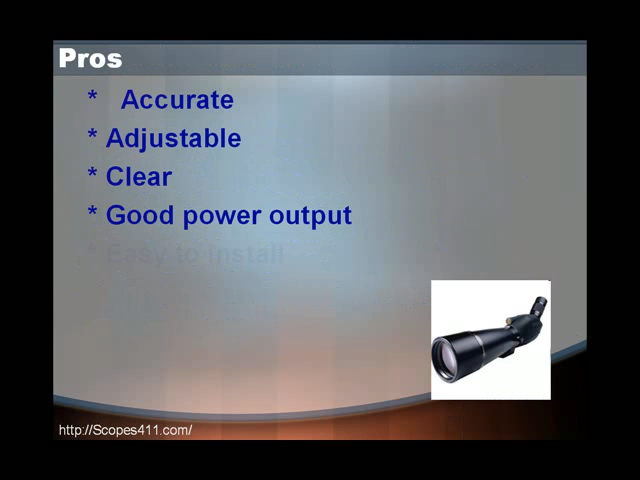 Pros
* Accurate
* Adjustable
* Clear
* Good power output
* Easy to install
http://Scopes411.com/